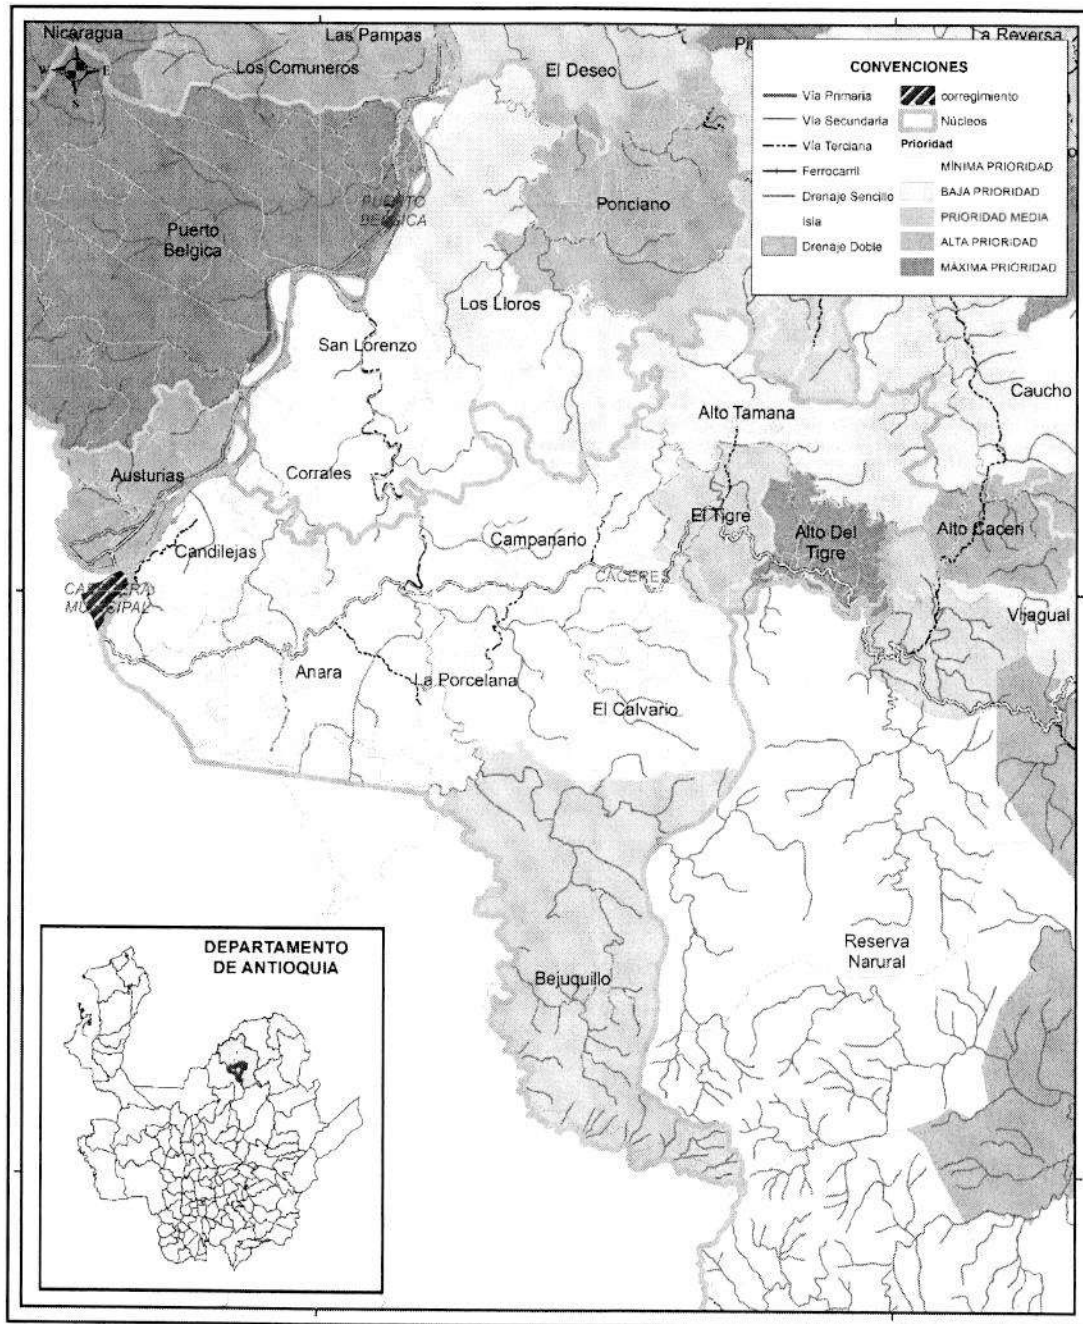 Nicaragua
Las Pampas
La Reversa
Los Comuneros
El Deseo
W E
S
CONVENCIONES
Vía Primaria
Vía Secundaria
Vía Terciaria
Ferrocarril
Drenaje Sencillo
Isla
Drenaje Doble
corregimiento
Núcleos
Prioridad
MÍNIMA PRIORIDAD
BAJA PRIORIDAD
PRIORIDAD MEDIA
ALTA PRIORIDAD
MÁXIMA PRIORIDAD
Ponciano
PUERTO
BELGICA
Puerto
Belgica
Los Lloros
San Lorenzo
Caucho
Alto Tamana
Austurias
Corrales
El Tigre
Alto Del
Tigre
Alto Caceri
Candilejas
Campanario
CACERES
CABECERA
MUNICIPAL
Vijagual
Anara
La Porcelana
El Calvario
Reserva
Narural
Bejuquillo
DEPARTAMENTO
DE ANTIOQUIA